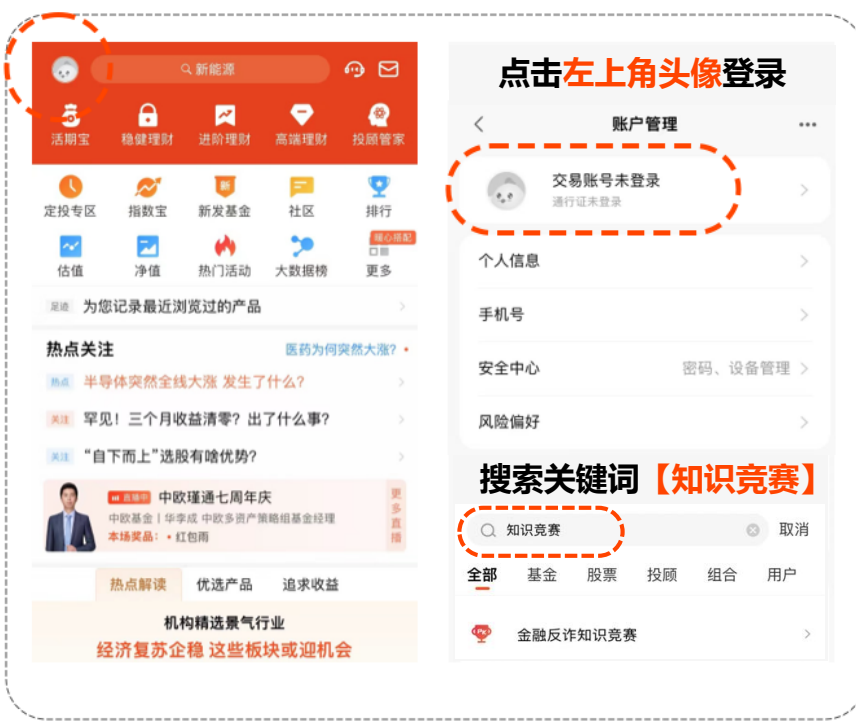 新能源
活期宝 稳健理财 进阶理财 高端理财 投顾管家
新
定投专区 指数宝 新发基金 社区 排行
暖心搭配
估值 净值 热门活动 大数据榜 更多
足迹 为您记录最近浏览过的产品
热点关注 医药为何突然大涨?
热点 半导体突然全线大涨 发生了什么?
关注 罕见!三个月收益清零?出了什么事?
关注 “自下而上”选股有啥优势?
直播中 中欧瑾通七周年庆
中欧基金 | 华李成 中欧多资产策略组基金经理
本场奖品: • 红包雨
更多直播
热点解读 优选产品 追求收益
机构精选景气行业
经济复苏企稳 这些板块或迎机会
点击左上角头像登录
账户管理
交易账号未登录
通行证未登录
个人信息
手机号
安全中心 密码、设备管理
风险偏好
搜索关键词【知识竞赛】
知识竞赛 取消
全部 基金 股票 投顾 组合 用户
PK 金融反诈知识竞赛